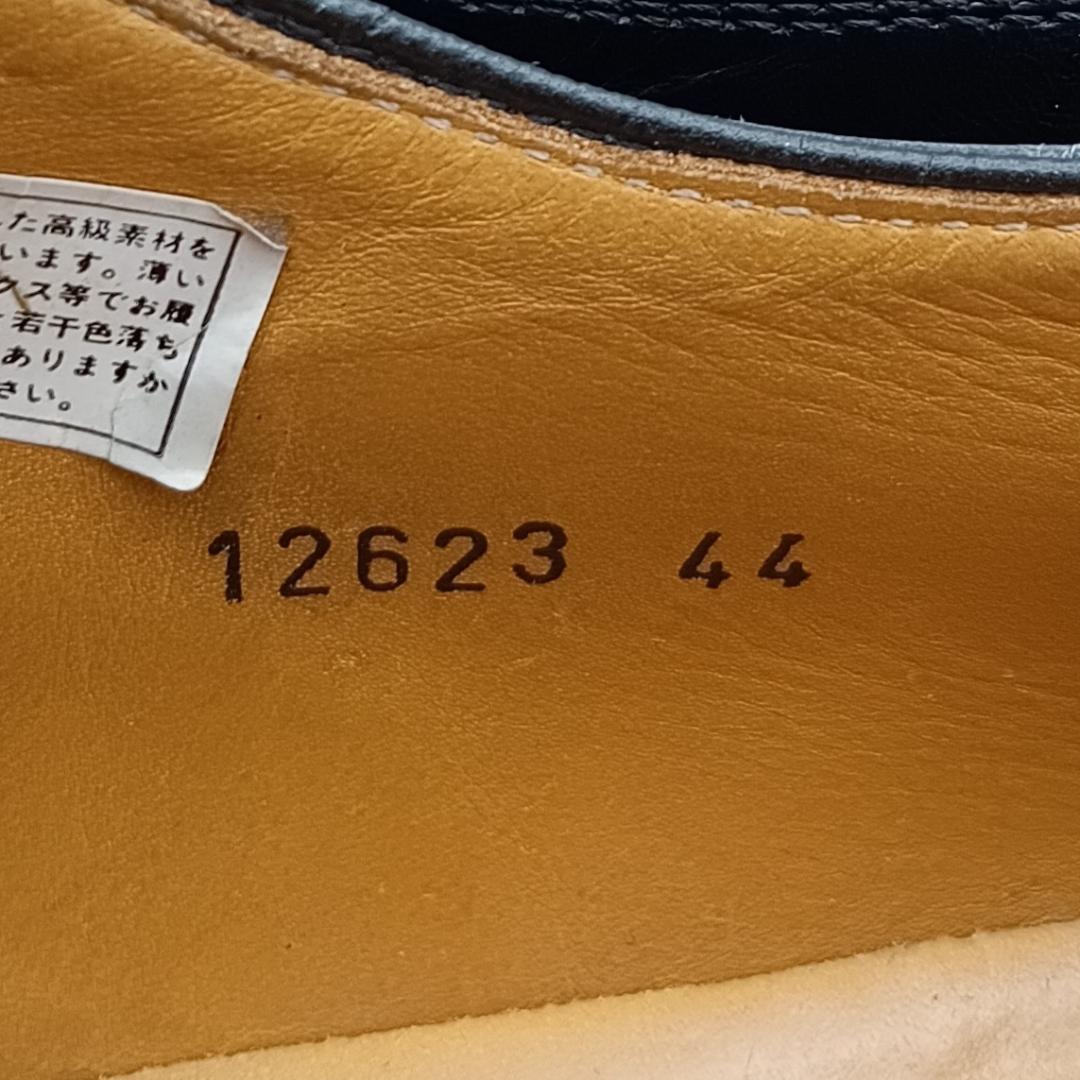 た高級素材を
います。薄い
クス等でお履
若干色落ち
ありますか
さい。
12623 44